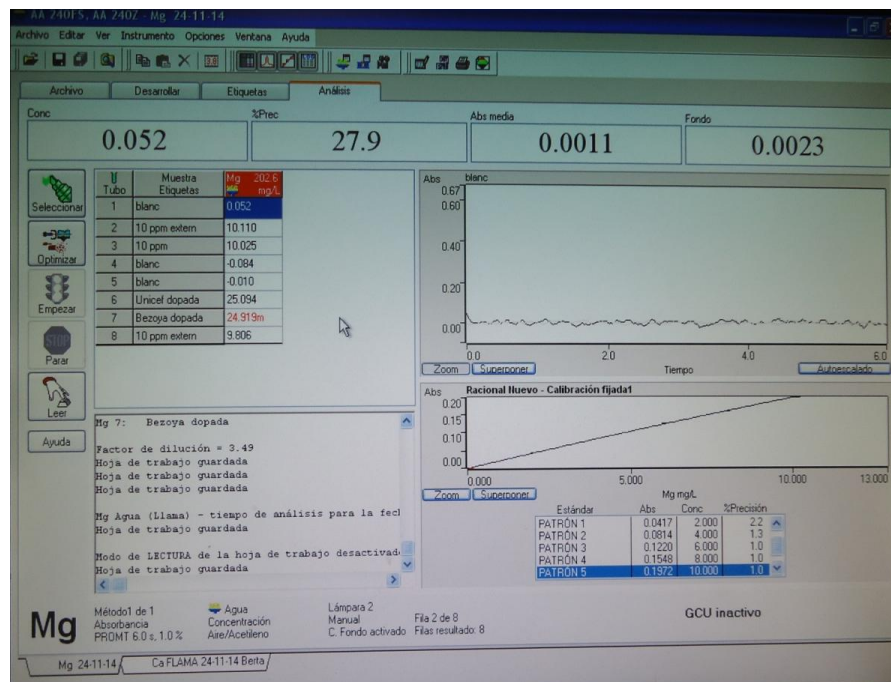 AA 240FS, AA 240Z - Mg 24-11-14
Archivo Editar Ver Instrumento Opciones Ventana Ayuda
Archivo Desarrollar Etiquetas Análisis
Conc %Prec Abs media Fondo
0.052 27.9 0.0011 0.0023
Seleccionar
Optimizar
Empezar
STOP
Parar
Leer
Ayuda
Tubo Muestra Etiquetas Mg 202.6 mg/L
1 blanc 0.052
2 10 ppm extern 10.110
3 10 ppm 10.025
4 blanc -0.084
5 blanc -0.010
6 Unicef dopada 25.094
7 Bezoya dopada 24.919m
8 10 ppm extern 9.806
Abs blanc
0.67
0.60
0.40
0.20
0.00
0.0 2.0 4.0 6.0
Zoom Superponer Tiempo Autoescalado
Mg 7: Bezoya dopada
Factor de dilución = 3.49
Hoja de trabajo guardada
Hoja de trabajo guardada
Hoja de trabajo guardada
Mg Agua (Llama) - tiempo de análisis para la fecl
Hoja de trabajo guardada
Modo de LECTURA de la hoja de trabajo desactivad
Hoja de trabajo guardada
Abs Racional Nuevo - Calibración fijada1
0.20
0.15
0.10
0.00
0.000 5.000 10.000 13.000
Zoom Superponer Mg mg/L
Estándar Abs Conc %Precisión
PATRÓN 1 0.0417 2.000 2.2
PATRÓN 2 0.0814 4.000 1.3
PATRÓN 3 0.1220 6.000 1.0
PATRÓN 4 0.1548 8.000 1.0
PATRÓN 5 0.1972 10.000 1.0
Mg
Método1 de 1
Absorbancia
PROMT 6.0 s, 1.0 %
Agua
Concentración
Aire/Acetileno
Lámpara 2
Manual
C. Fondo activado
Fila 2 de 8
Filas resultado: 8
GCU inactivo
Mg 24-11-14 Ca FLAMA 24-11-14 Berta